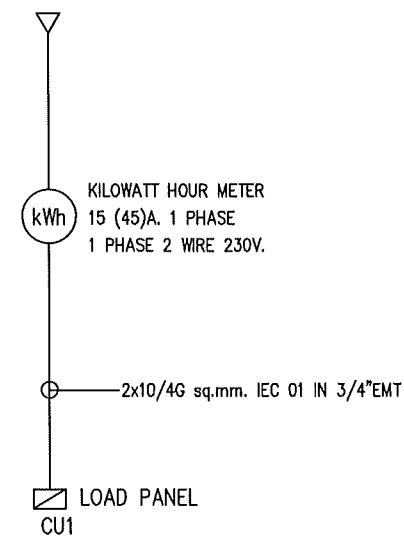 KILOWATT HOUR METER
kWh
15 (45)A. 1 PHASE
1 PHASE 2 WIRE 230V.
2x10/4G sq.mm. IEC 01 IN 3/4"EMT
LOAD PANEL
CU1